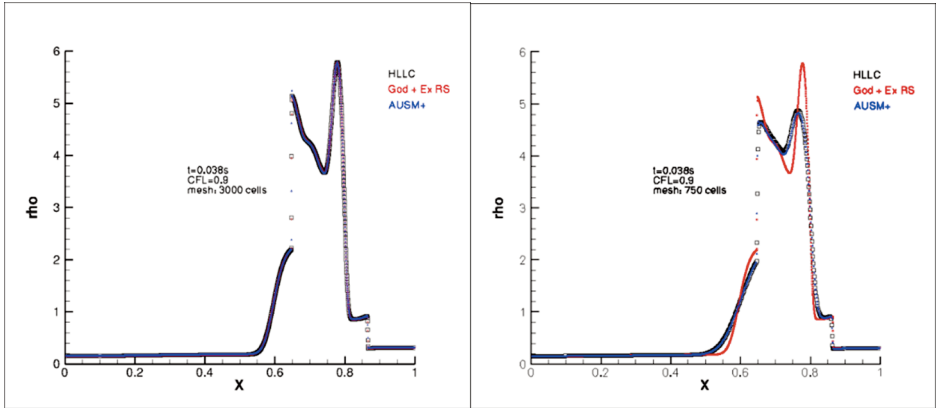 6
5
4
3
2
1
0
rho
HLLC
God + Ex RS
AUSM+
t=0.038s
CFL=0.9
mesh: 3000 cells
0 0.2 0.4 0.6 0.8 1
X
6
5
4
3
2
1
0
rho
HLLC
God + Ex RS
AUSM+
t=0.038s
CFL=0.9
mesh: 750 cells
0 0.2 0.4 0.6 0.8 1
X